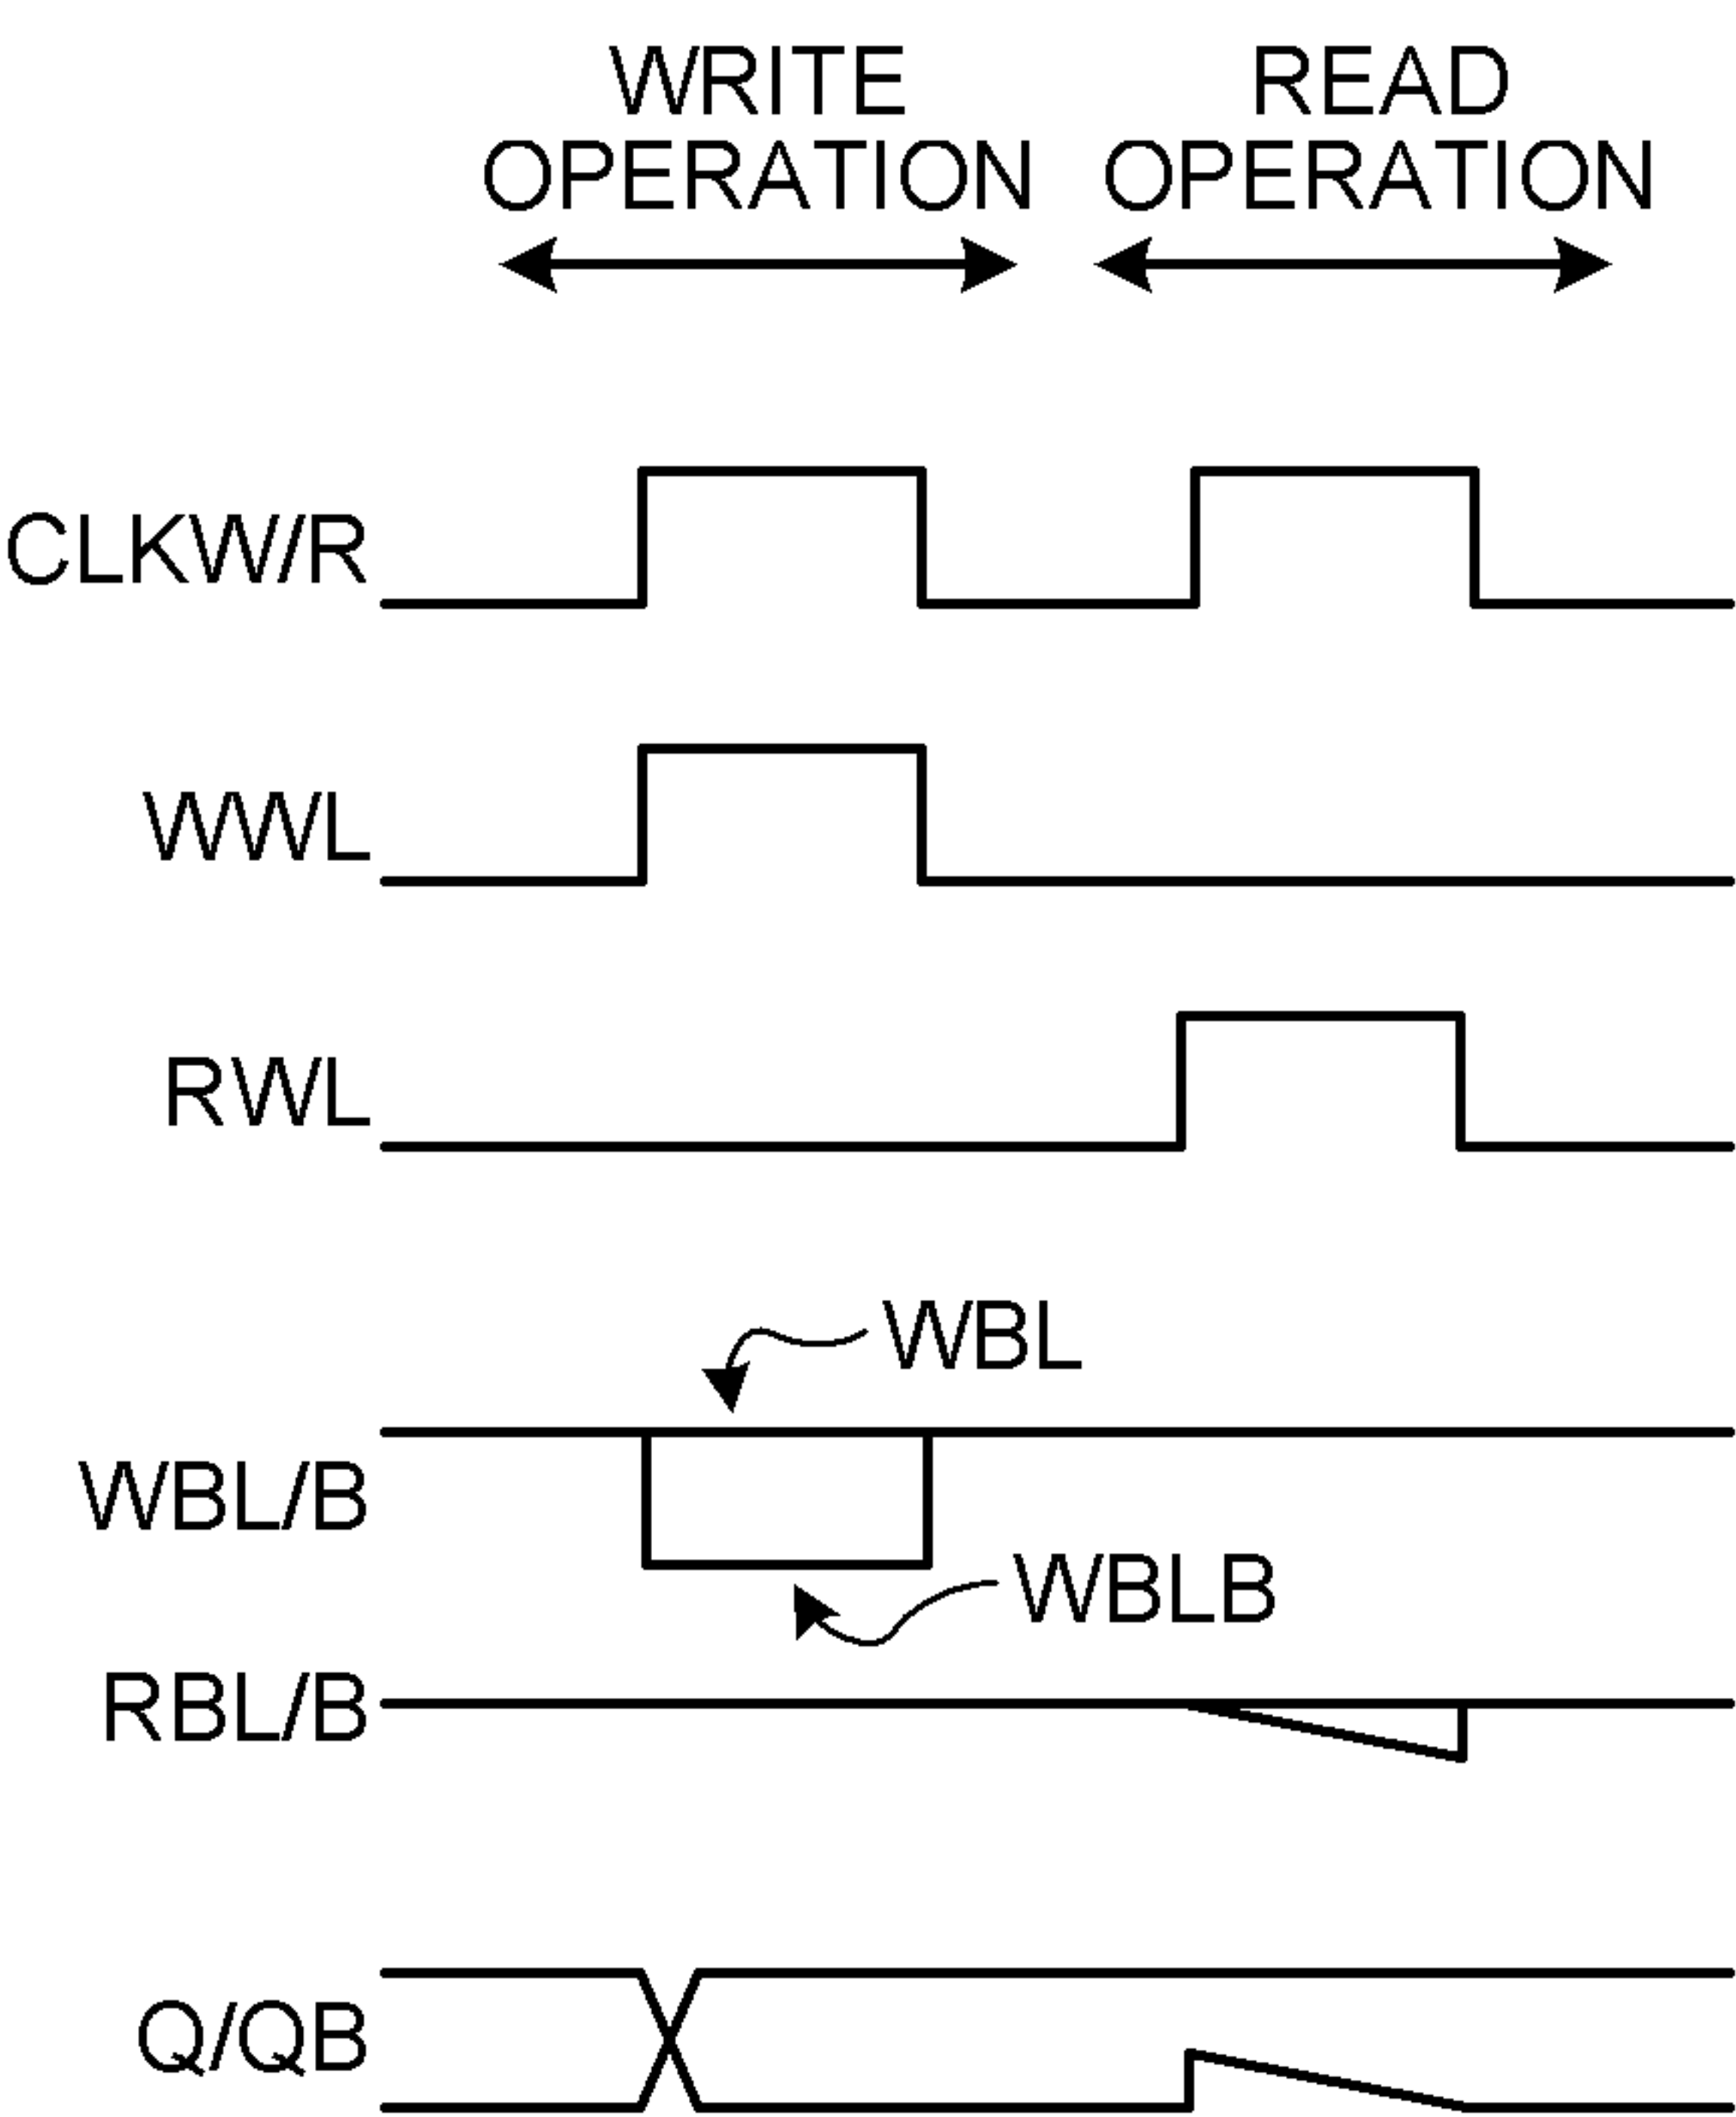 WRITE
OPERATION
READ
OPERATION
CLKW/R
WWL
RWL
WBL
WBL/B
WBLB
RBL/B
Q/QB